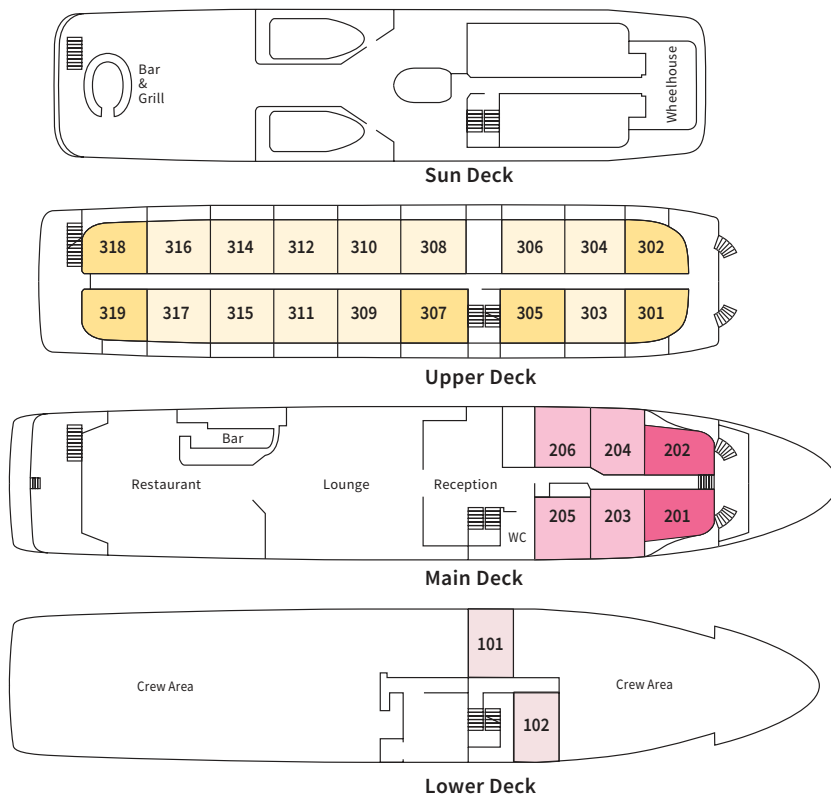 Bar
&
Grill
Wheelhouse
Sun Deck
318 316 314 312 310 308 306 304 302
319 317 315 311 309 307 305 303 301
Upper Deck
Bar
206 204 202
Restaurant Lounge Reception
205 203 201
WC
Main Deck
101
Crew Area Crew Area
102
Lower Deck